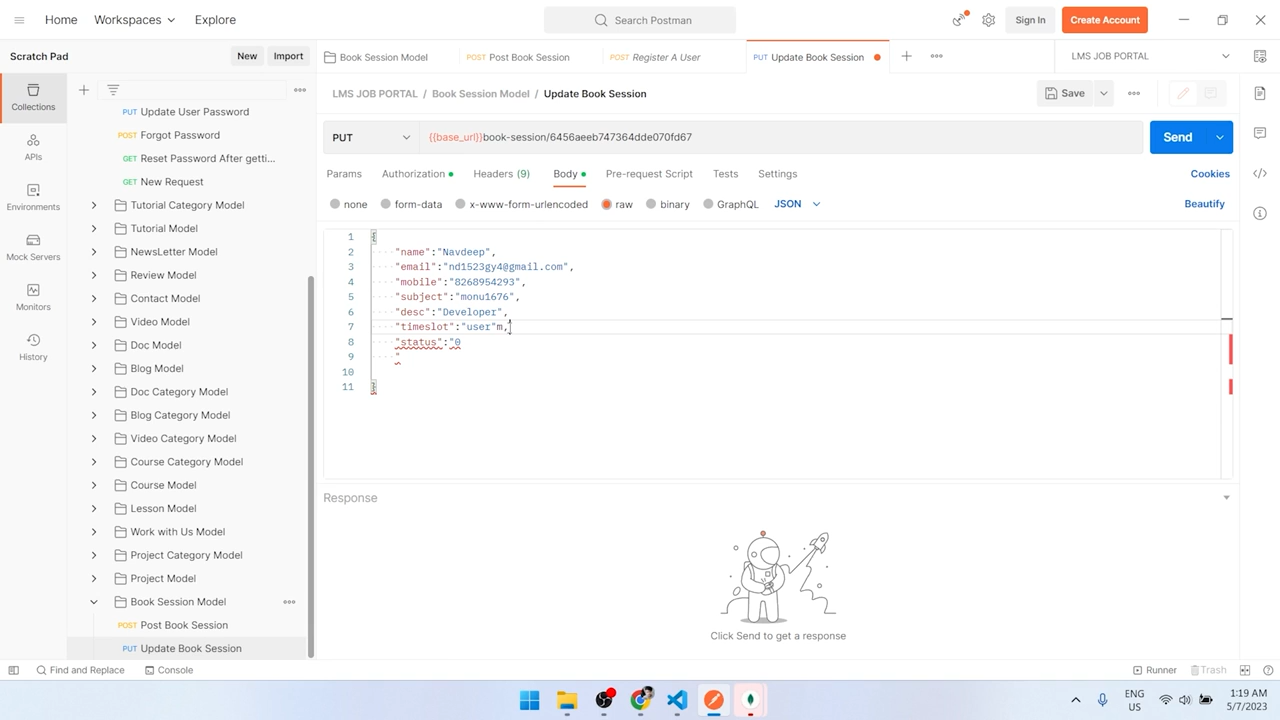 Home Workspaces Explore Search Postman Sign In Create Account
Scratch Pad New Import
Book Session Model POST Post Book Session POST Register A User PUT Update Book Session LMS JOB PORTAL
Collections
APIs
Environments
Mock Servers
Monitors
History
PUT Update User Password
POST Forgot Password
GET Reset Password After getti...
GET New Request
Tutorial Category Model
Tutorial Model
NewsLetter Model
Review Model
Contact Model
Video Model
Doc Model
Blog Model
Doc Category Model
Blog Category Model
Video Category Model
Course Category Model
Course Model
Lesson Model
Work with Us Model
Project Category Model
Project Model
Book Session Model
POST Post Book Session
PUT Update Book Session
LMS JOB PORTAL / Book Session Model / Update Book Session Save
PUT {{base_url}}book-session/6456aeeb747364dde070fd67 Send
Params Authorization Headers (9) Body Pre-request Script Tests Settings Cookies
none form-data x-www-form-urlencoded raw binary GraphQL JSON Beautify
1 {
2 "name":"Navdeep",
3 "email":"nd1523gy4@gmail.com",
4 "mobile":"8268954293",
5 "subject":"monu1676",
6 "desc":"Developer",
7 "timeslot":"user"m,
8 "status":"0
9 "
10
11 }
Response
Click Send to get a response
Find and Replace Console Runner Trash
ENG
US
1:19 AM
5/7/2023